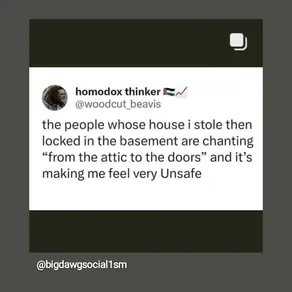 homodox thinker 🇵🇸📈
@woodcut_beavis
the people whose house i stole then
locked in the basement are chanting
“from the attic to the doors” and it’s
making me feel very Unsafe
@bigdawgsocial1sm